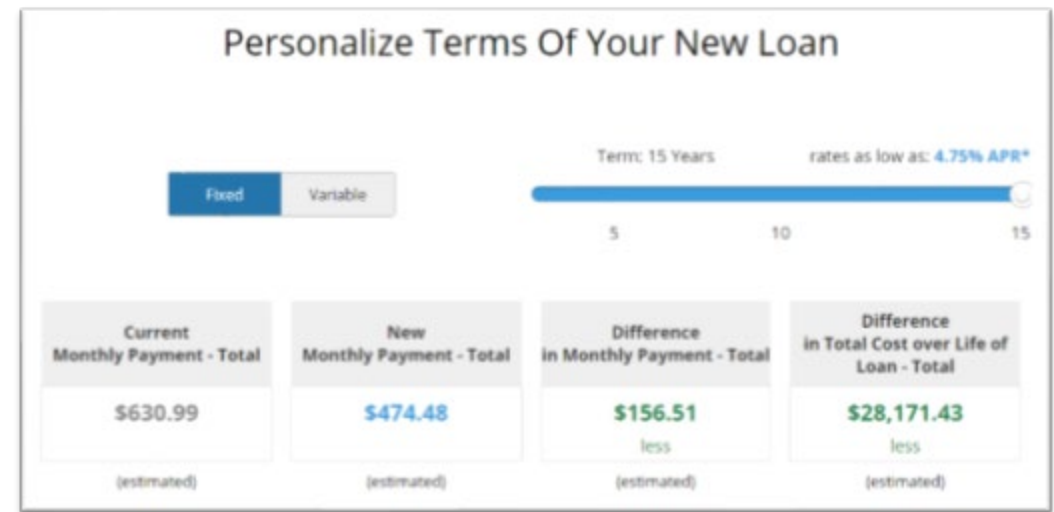 Personalize Terms Of Your New Loan
Term: 15 Years
rates as low as: 4.75% APR*
Fixed
Variable
5
10
15
Current
Monthly Payment - Total
New
Monthly Payment - Total
Difference
in Monthly Payment - Total
Difference
in Total Cost over Life of
Loan - Total
$630.99
$474.48
$156.51
less
$28,171.43
less
(estimated)
(estimated)
(estimated)
(estimated)